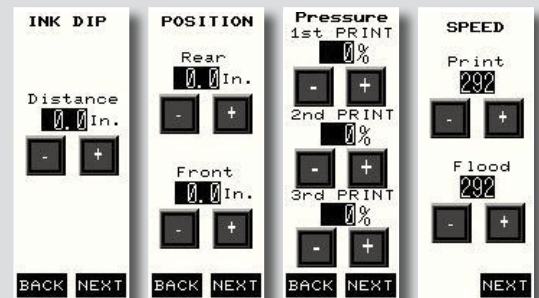 INK DIP
Distance
0.0 In.
- +
BACK NEXT
POSITION
Rear
0.0 In.
- +
Front
0.0 In.
- +
BACK NEXT
Pressure
1st PRINT
0%
- +
2nd PRINT
0%
- +
3rd PRINT
0%
- +
BACK NEXT
SPEED
Print
292
- +
Flood
292
- +
NEXT